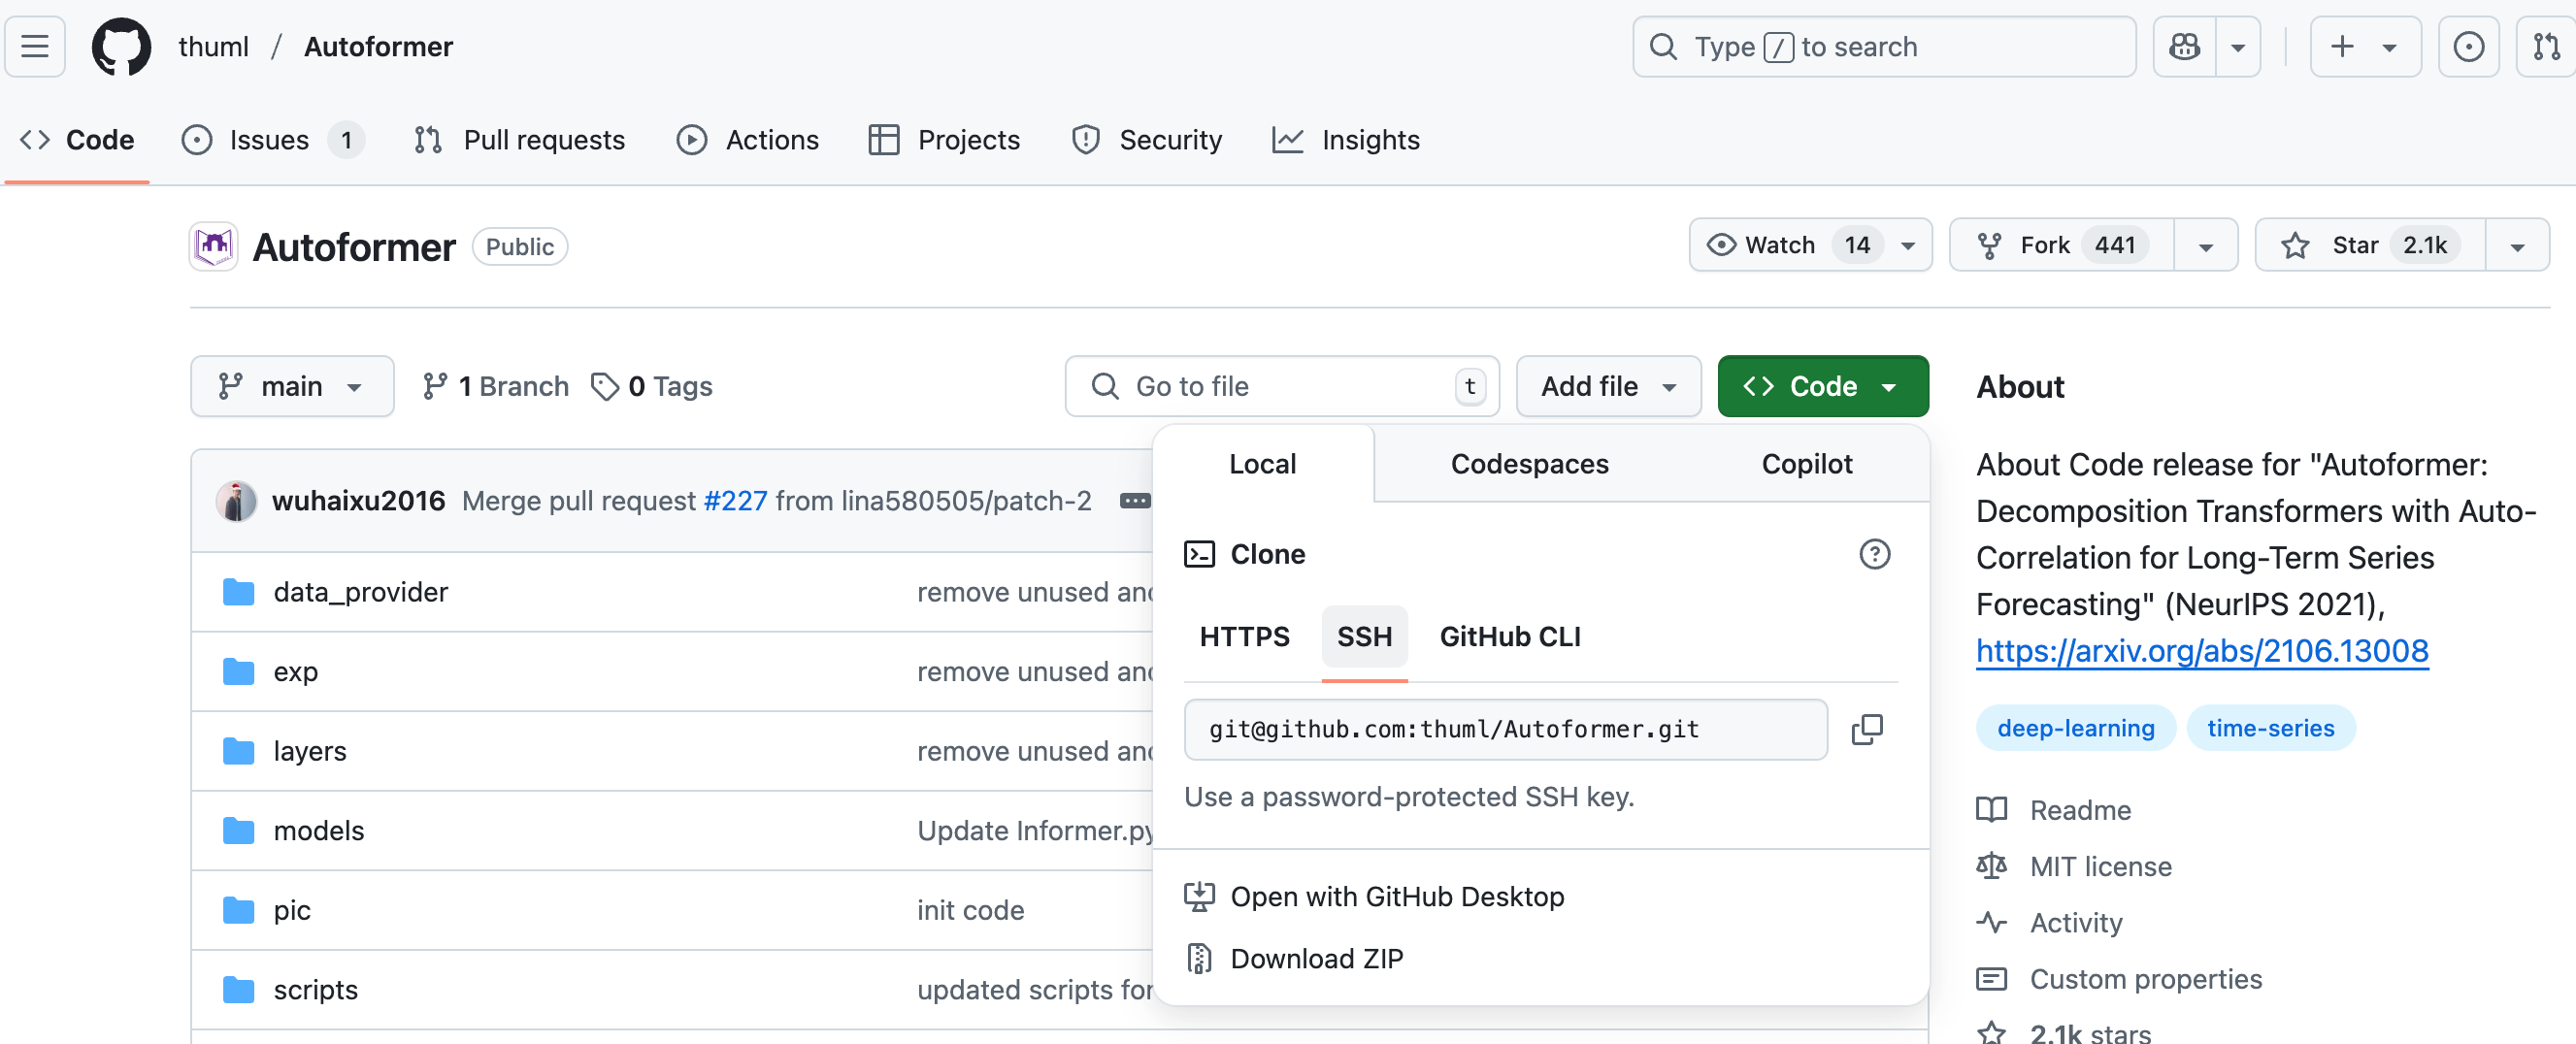 thuml / Autoformer
Type / to search
Code
Issues 1
Pull requests
Actions
Projects
Security
Insights
Autoformer Public
Watch 14
Fork 441
Star 2.1k
main
1 Branch
0 Tags
Go to file t
Add file
Code
wuhaixu2016 Merge pull request #227 from lina580505/patch-2
data_provider remove unused and
exp remove unused and
layers remove unused and
models Update Informer.py
pic init code
scripts updated scripts for
Local Codespaces Copilot
Clone
HTTPS SSH GitHub CLI
git@github.com:thuml/Autoformer.git
Use a password-protected SSH key.
Open with GitHub Desktop
Download ZIP
About
About Code release for "Autoformer:
Decomposition Transformers with Auto-
Correlation for Long-Term Series
Forecasting" (NeurIPS 2021),
https://arxiv.org/abs/2106.13008
deep-learning time-series
Readme
MIT license
Activity
Custom properties
2.1k stars